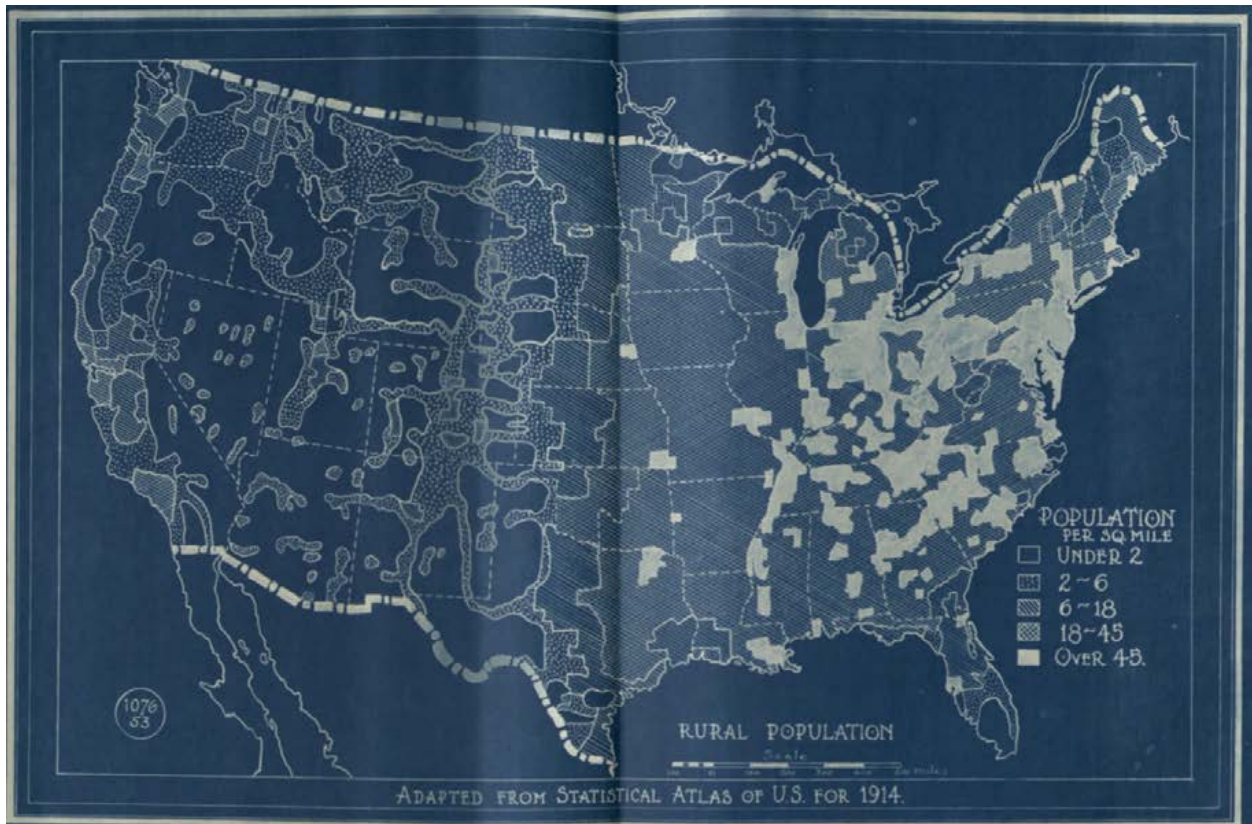 POPULATION
PER SQ. MILE
UNDER 2
2~6
6~18
18~45
OVER 45.
1076
53
RURAL POPULATION
Scale
ADAPTED FROM STATISTICAL ATLAS OF U.S. FOR 1914.